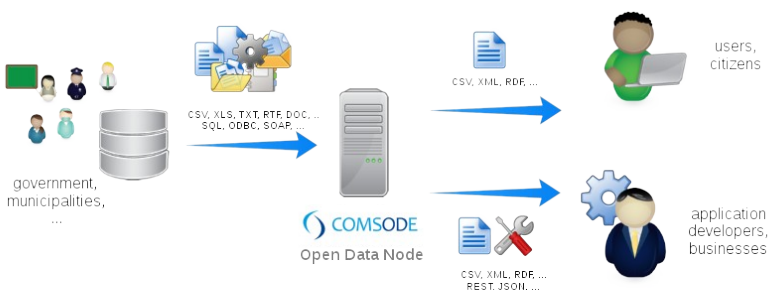 government,
municipalities,
...
CSV, XLS, TXT, RTF, DOC, ..
SQL, ODBC, SOAP, ...
COMSODE
Open Data Node
CSV, XML, RDF, ...
users,
citizens
CSV, XML, RDF, ...
REST, JSON, ...
application
developers,
businesses